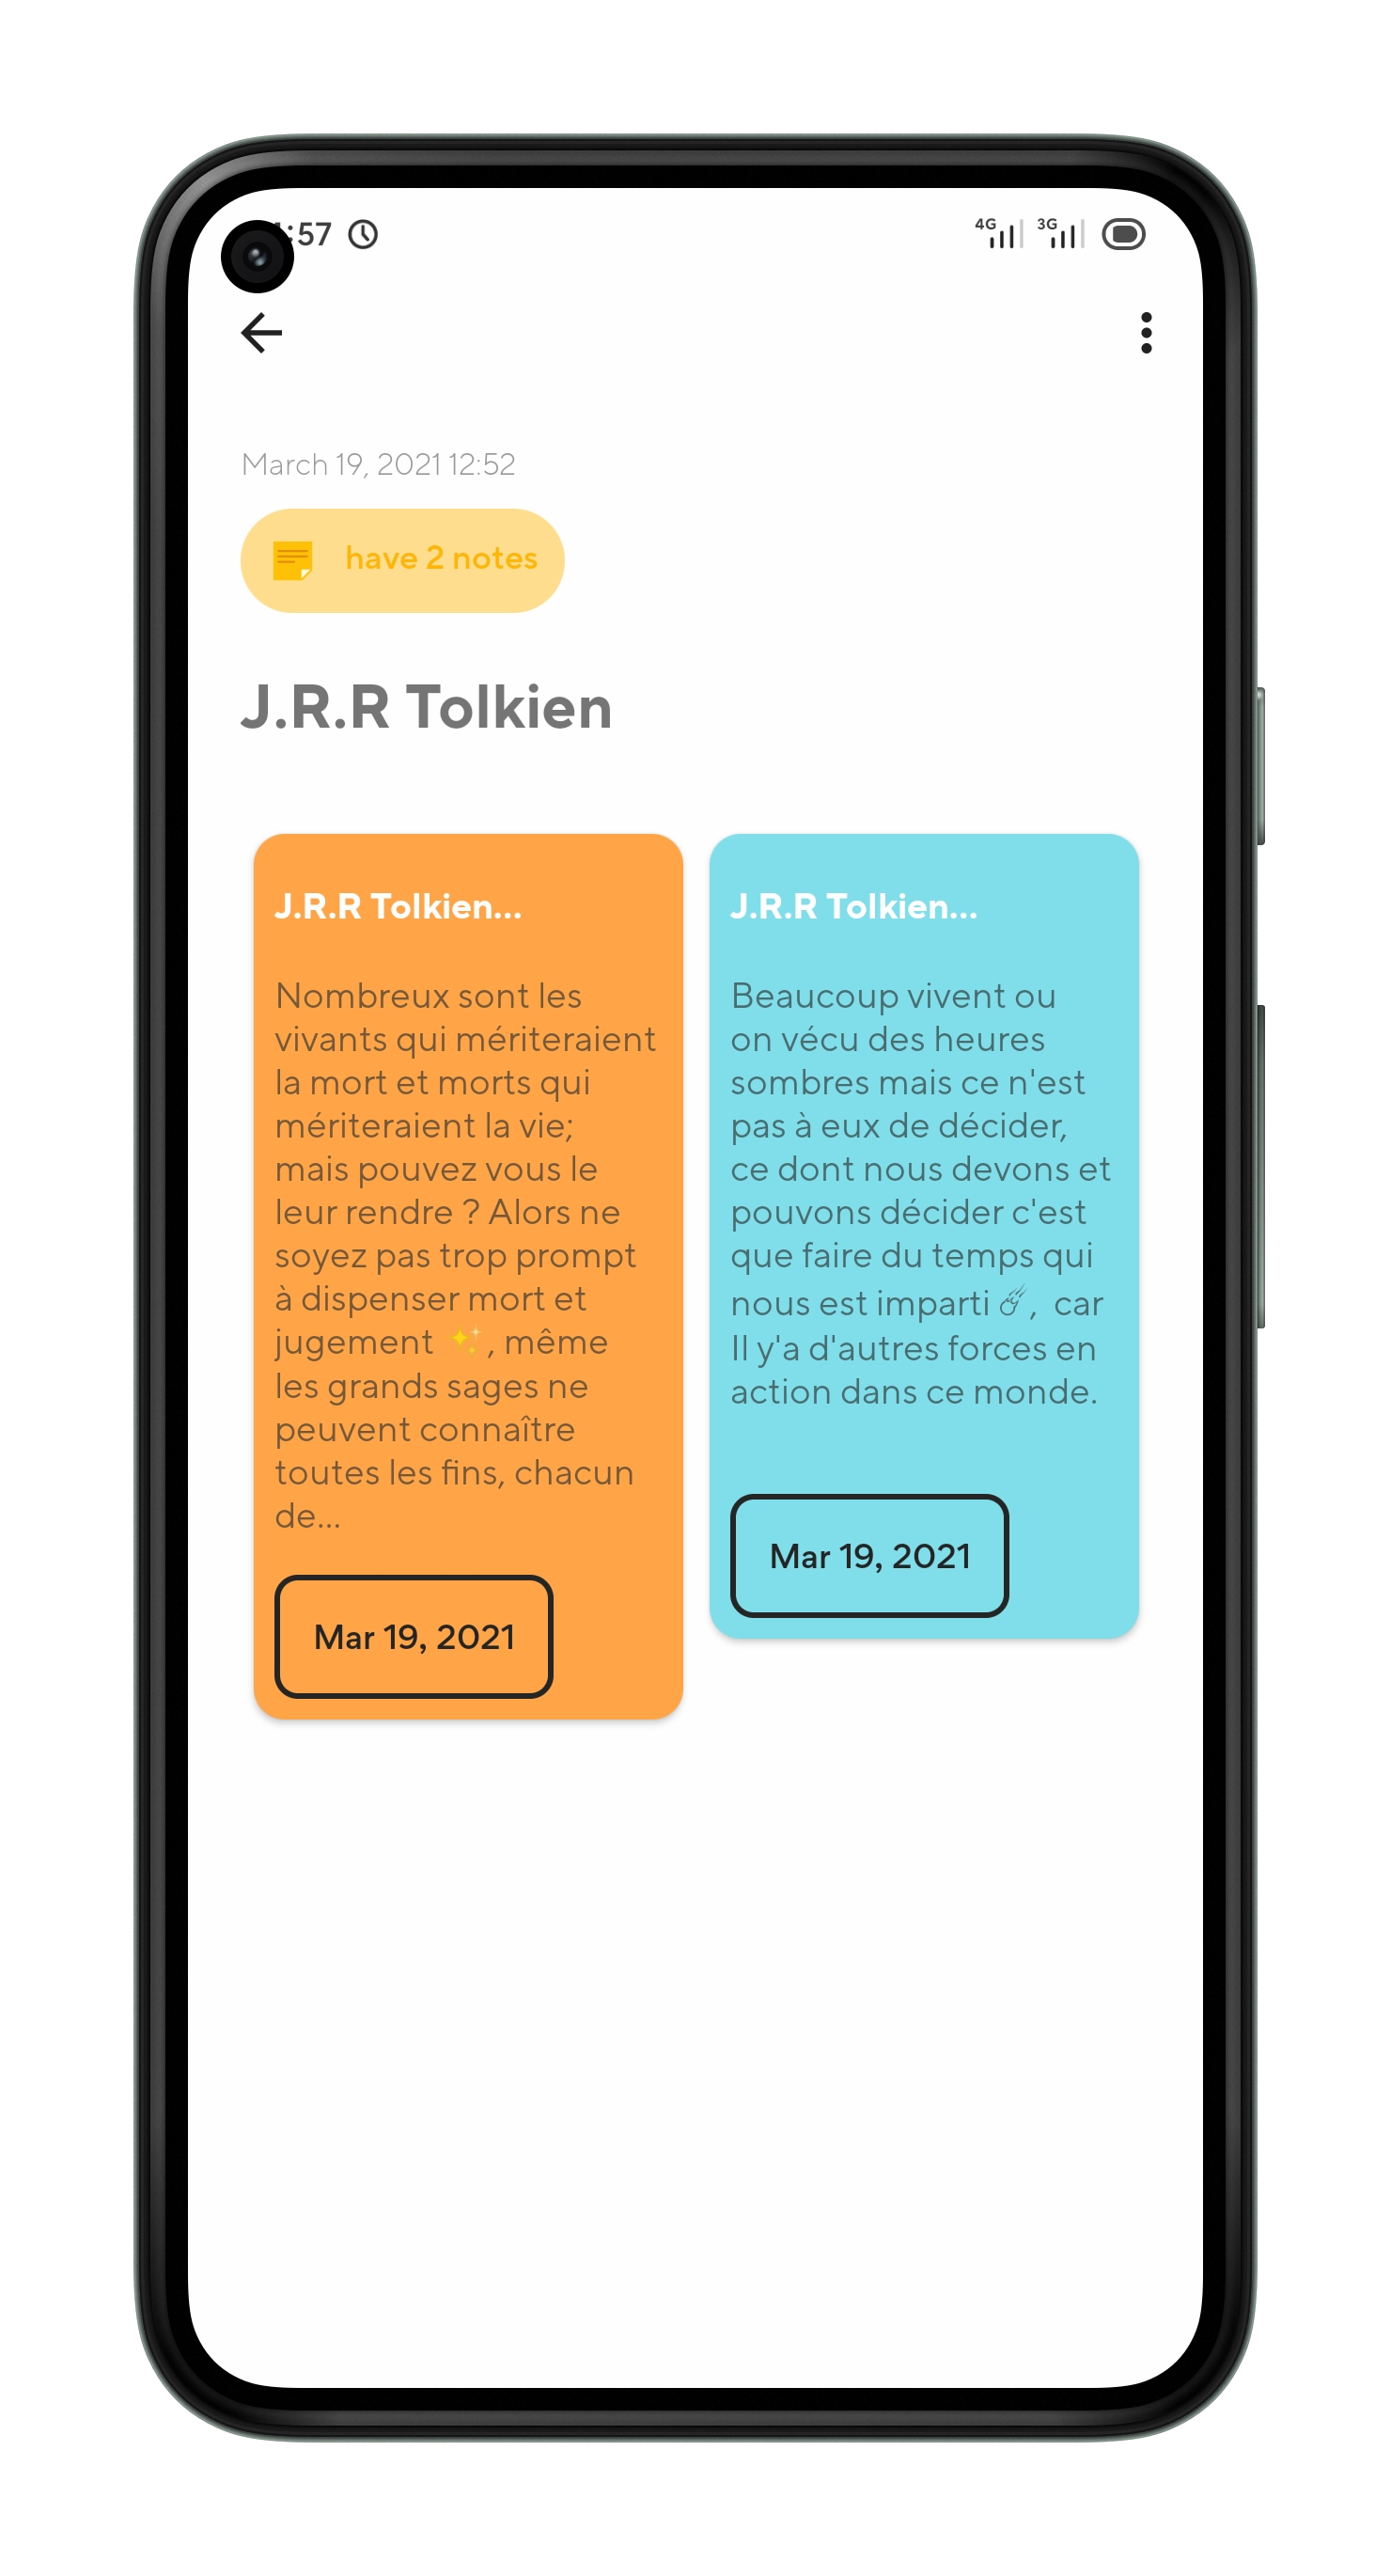 :57
4G 3G
March 19, 2021 12:52
have 2 notes
J.R.R Tolkien
J.R.R Tolkien...
Nombreux sont les
vivants qui mériteraient
la mort et morts qui
mériteraient la vie;
mais pouvez vous le
leur rendre ? Alors ne
soyez pas trop prompt
à dispenser mort et
jugement ✨, même
les grands sages ne
peuvent connaître
toutes les fins, chacun
de...
Mar 19, 2021
J.R.R Tolkien...
Beaucoup vivent ou
on vécu des heures
sombres mais ce n'est
pas à eux de décider,
ce dont nous devons et
pouvons décider c'est
que faire du temps qui
nous est imparti ☄, car
Il y'a d'autres forces en
action dans ce monde.
Mar 19, 2021